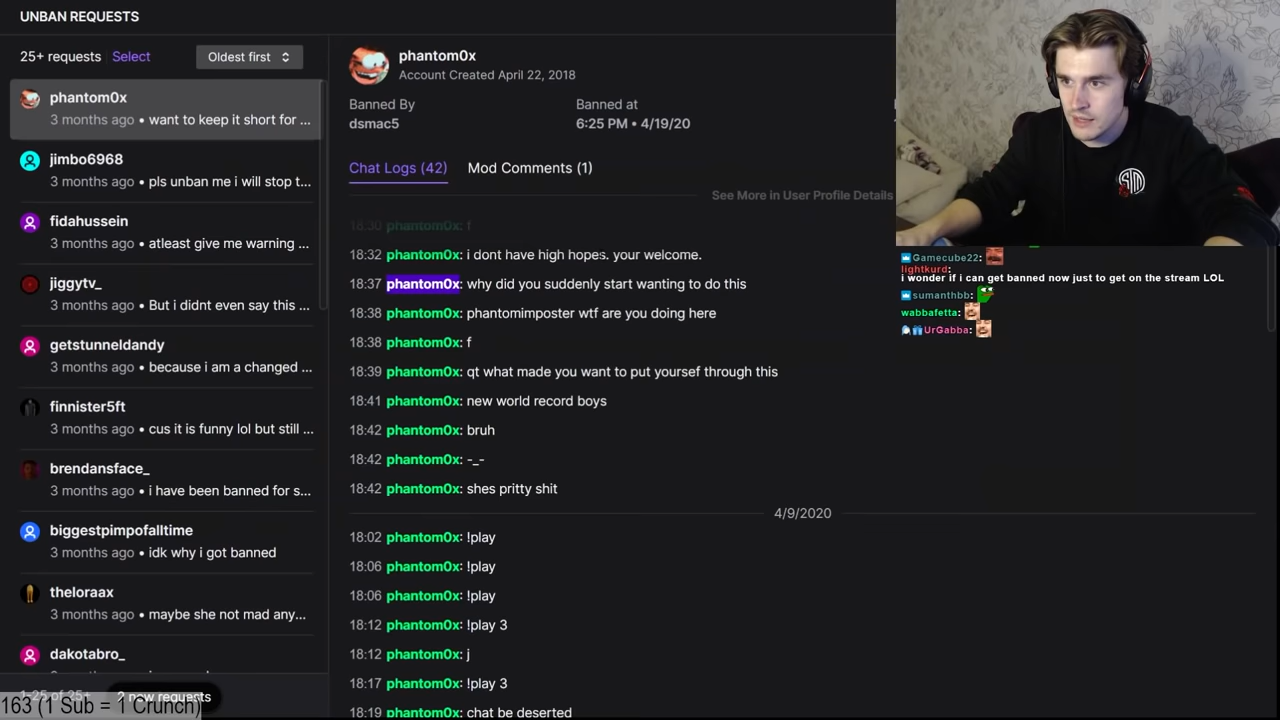 UNBAN REQUESTS
25+ requests Select
Oldest first
phantom0x
3 months ago • want to keep it short for ...
jimbo6968
3 months ago • pls unban me i will stop t...
fidahussein
3 months ago • atleast give me warning ...
jiggytv_
3 months ago • But i didnt even say this ...
getstunneldandy
3 months ago • because i am a changed ...
finnister5ft
3 months ago • cus it is funny lol but still ...
brendansface_
3 months ago • i have been banned for s...
biggestpimpofalltime
3 months ago • idk why i got banned
theloraax
3 months ago • maybe she not mad any...
dakotabro_
1-25 of 25+
2 new requests
163 (1 Sub = 1 Crunch)
phantom0x
Account Created April 22, 2018
Banned By
dsmac5
Banned at
6:25 PM • 4/19/20
Chat Logs (42)
Mod Comments (1)
See More in User Profile Details
18:30 phantom0x: f
18:32 phantom0x: i dont have high hopes. your welcome.
18:37 phantom0x: why did you suddenly start wanting to do this
18:38 phantom0x: phantomimposter wtf are you doing here
18:38 phantom0x: f
18:39 phantom0x: qt what made you want to put yoursef through this
18:41 phantom0x: new world record boys
18:42 phantom0x: bruh
18:42 phantom0x: -_-
18:42 phantom0x: shes pritty shit
4/9/2020
18:02 phantom0x: !play
18:06 phantom0x: !play
18:06 phantom0x: !play
18:12 phantom0x: !play 3
18:12 phantom0x: j
18:17 phantom0x: !play 3
18:19 phantom0x: chat be deserted
TSM
Gamecube22:
lightkurd:
i wonder if i can get banned now just to get on the stream LOL
sumanthbb:
wabbafetta:
UrGabba: